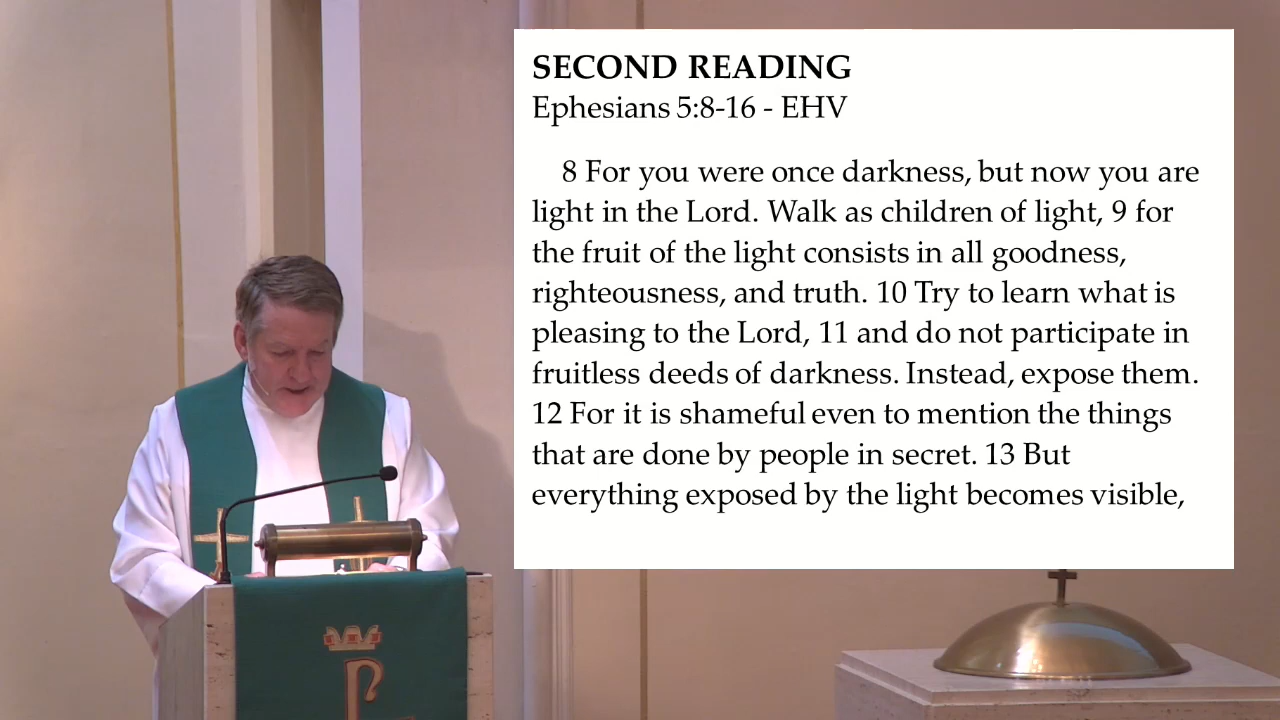 SECOND READING
Ephesians 5:8-16 - EHV
8 For you were once darkness, but now you are
light in the Lord. Walk as children of light, 9 for
the fruit of the light consists in all goodness,
righteousness, and truth. 10 Try to learn what is
pleasing to the Lord, 11 and do not participate in
fruitless deeds of darkness. Instead, expose them.
12 For it is shameful even to mention the things
that are done by people in secret. 13 But
everything exposed by the light becomes visible,